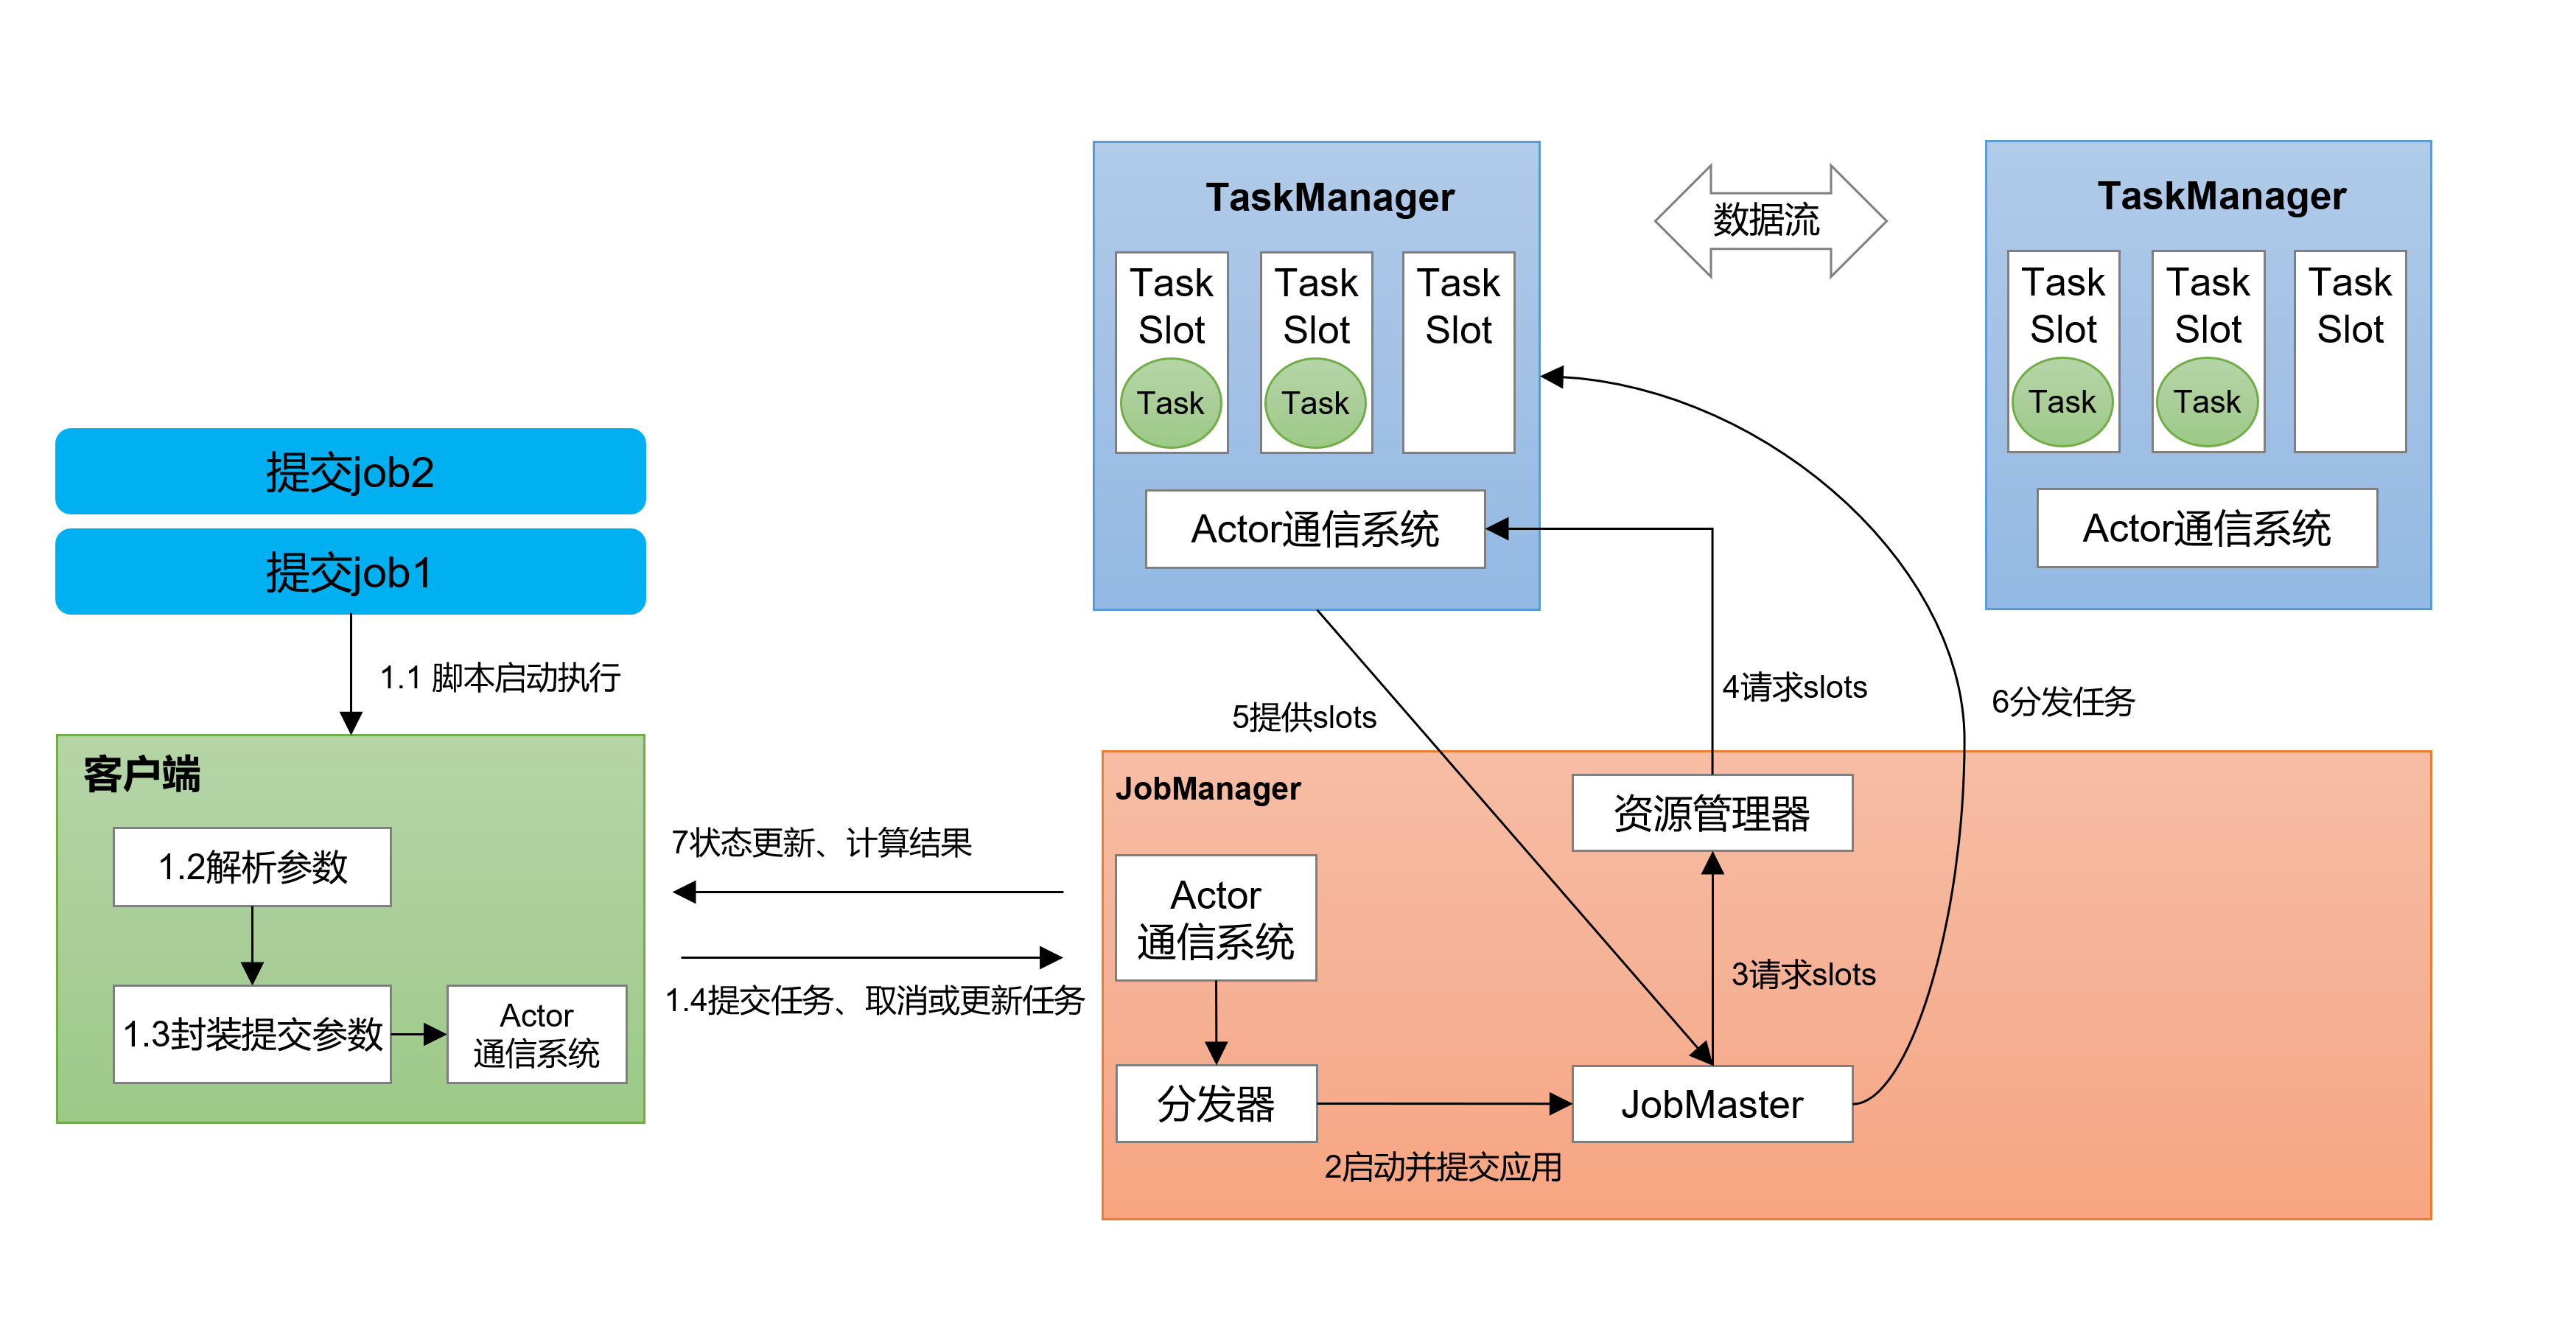 提交job2
提交job1
1.1 脚本启动执行
客户端
1.2解析参数
1.3封装提交参数
Actor
通信系统
7状态更新、计算结果
1.4提交任务、取消或更新任务
TaskManager
Task
Slot
Task
Task
Slot
Task
Task
Slot
Actor通信系统
数据流
TaskManager
Task
Slot
Task
Task
Slot
Task
Task
Slot
Actor通信系统
5提供slots
4请求slots
6分发任务
JobManager
资源管理器
Actor
通信系统
3请求slots
分发器
JobMaster
2启动并提交应用